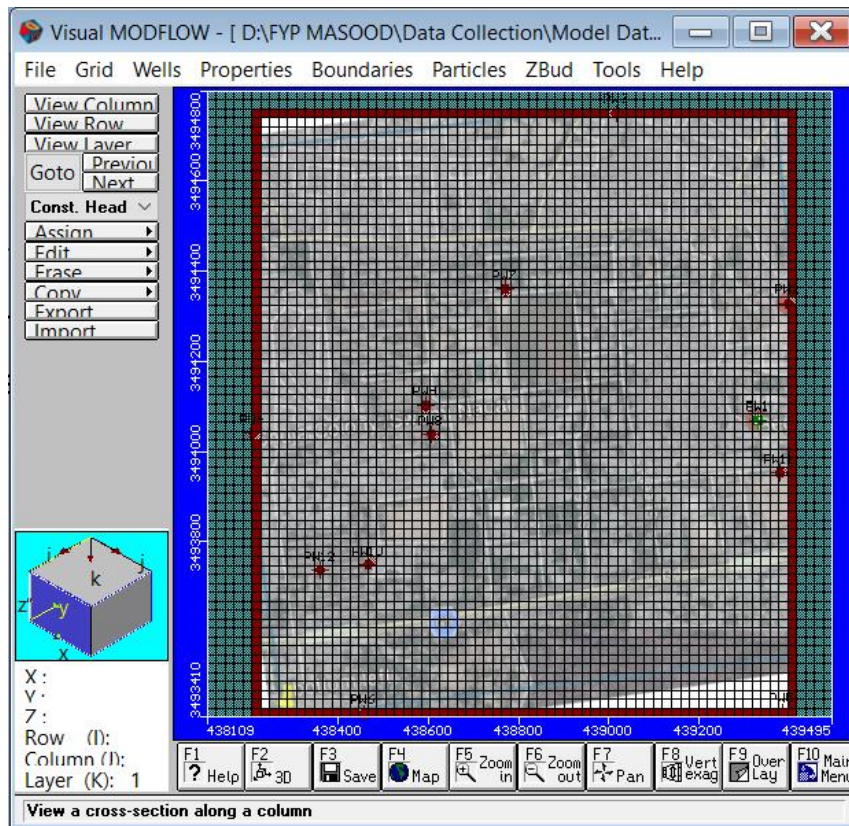 Visual MODFLOW - [ D:\FYP MASOOD\Data Collection\Model Dat...
File Grid Wells Properties Boundaries Particles ZBud Tools Help
View Column
View Row
View Layer
Goto
Previou
Next
Const. Head
Assign
Edit
Erase
Copy
Export
Import
3494800
3494600
3494400
3494200
3494000
3493800
3493410
PW7
PW8
EW1
PW12
i
j
k
z
y
x
X :
Y :
Z :
Row (I):
Column (J):
Layer (K): 1
438109 438400 438600 438800 439000 439200 439495
F1 ? Help
F2 3D
F3 Save
F4 Map
F5 Zoom in
F6 Zoom out
F7 Pan
F8 Vert exag
F9 Over Lay
F10 Main Menu
View a cross-section along a column